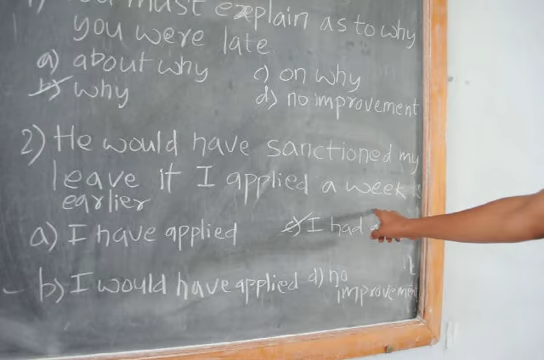 must explain as to why
you were late
a) about why c) on why
b) why d) no improvement
2) He would have sanctioned my
leave if I applied a week
earlier
a) I have applied c) I had
b) I would have applied d) no
improvement